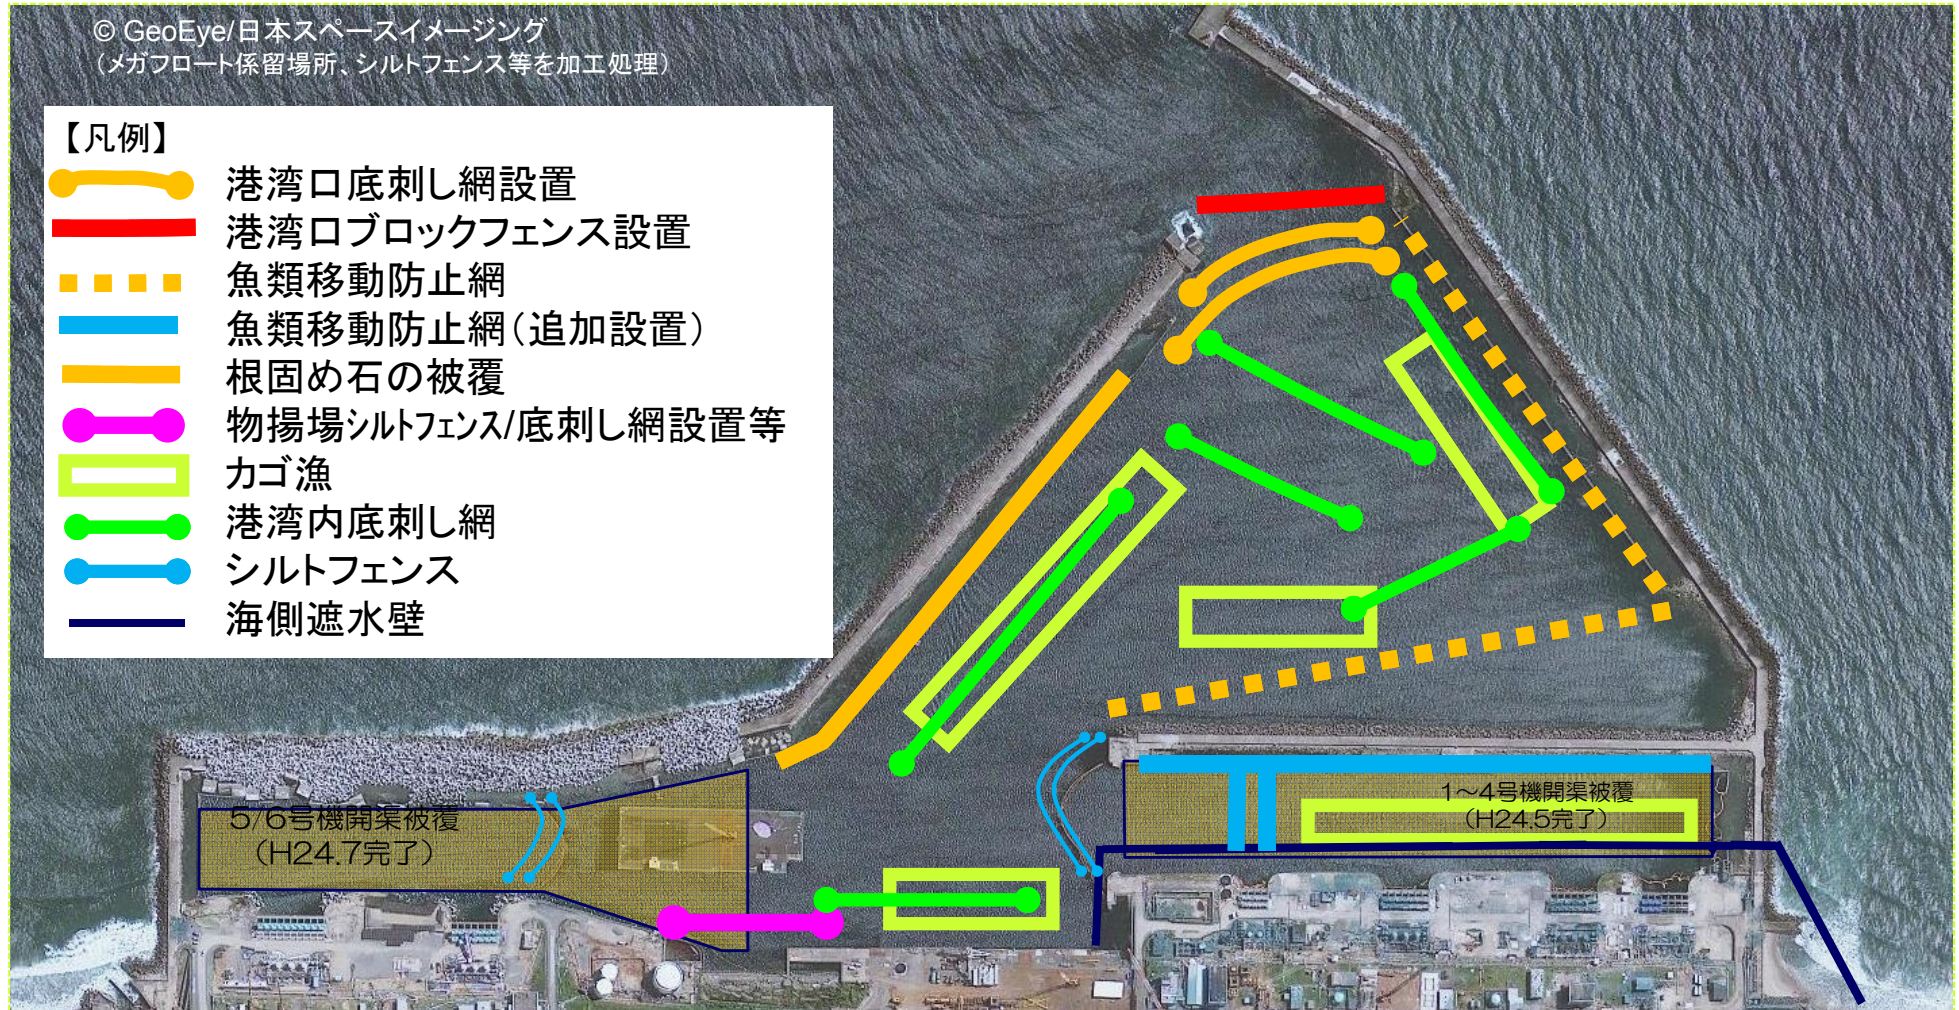 © GeoEye/日本スペースイメージング
（メガフロート係留場所、シルトフェンス等を加工処理）
【凡例】
港湾口底刺し網設置
港湾口ブロックフェンス設置
魚類移動防止網
魚類移動防止網（追加設置）
根固め石の被覆
物揚場シルトフェンス/底刺し網設置等
カゴ漁
港湾内底刺し網
シルトフェンス
海側遮水壁
5/6号機開渠被覆
（H24.7完了）
1～4号機開渠被覆
（H24.5完了）